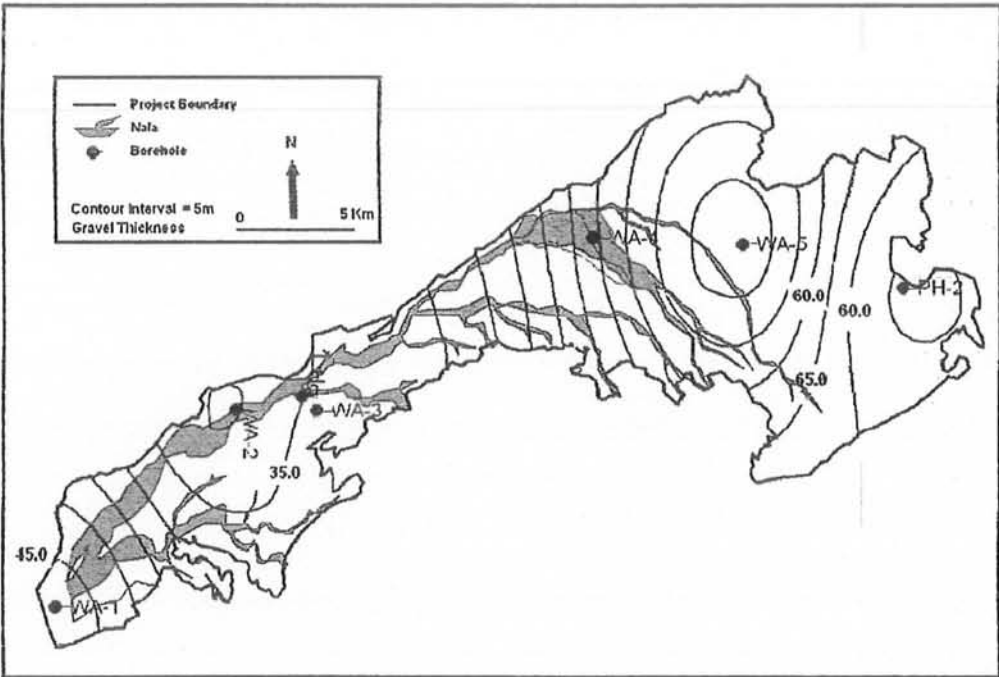 Project Boundary
Nala
Borehole
N
Contour Interval = 5m
Gravel Thickness
0 5 Km
WA-5
PH-2
60.0
60.0
65.0
WA-3
WA-2
35.0
45.0
WA-1